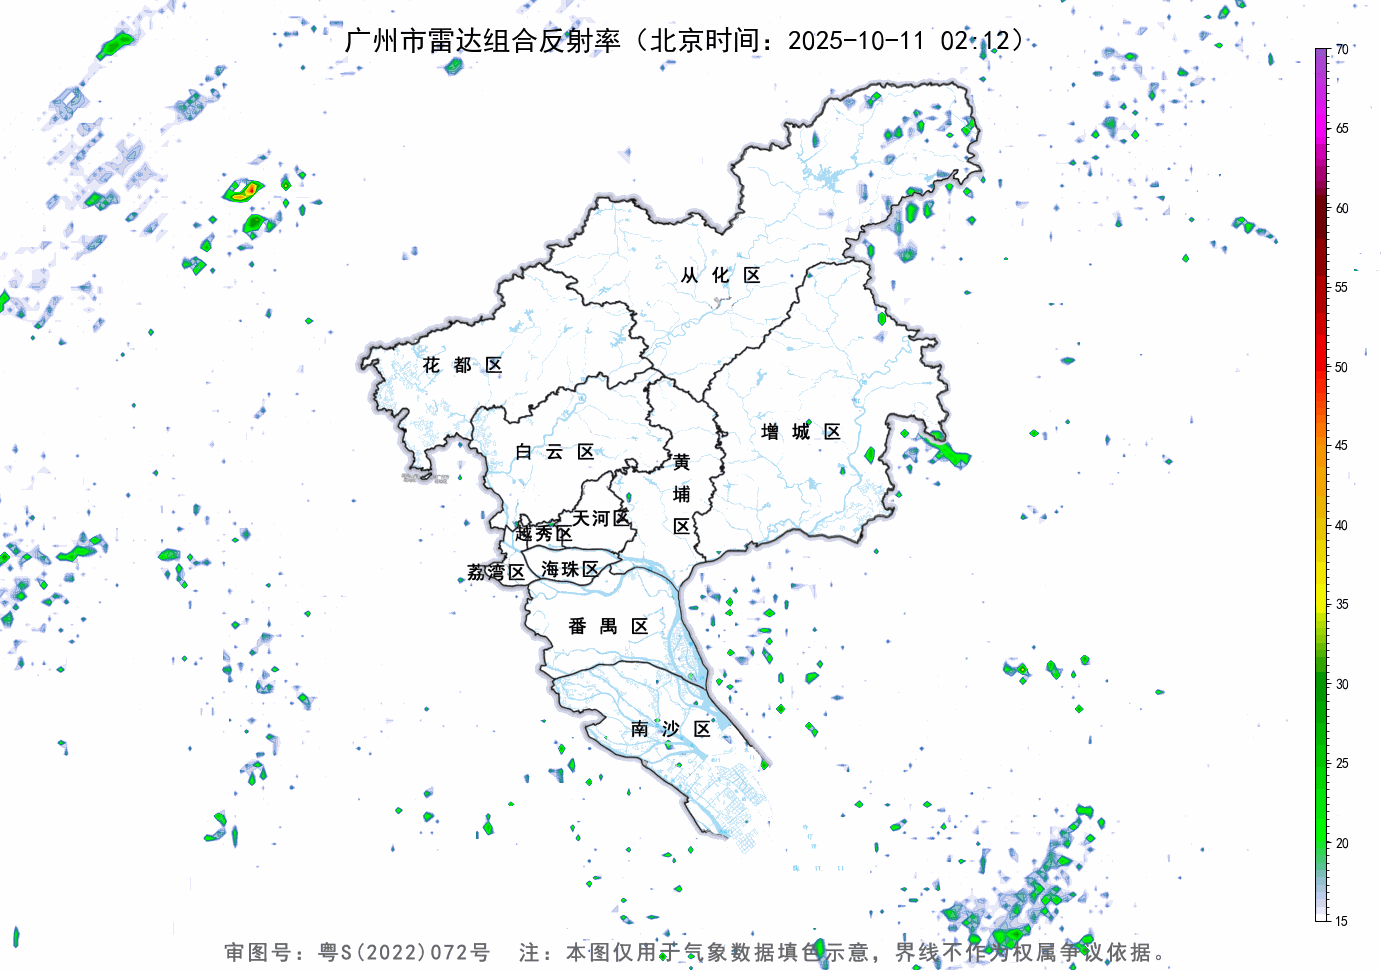 广州市雷达组合反射率（北京时间：2025-10-11 02:12）
70
65
60
55
50
45
40
35
30
25
20
15
从化区
花都区
增城区
白云区
黄埔区
天河区
越秀区
荔湾区
海珠区
番禺区
南沙区
审图号：粤S(2022)072号 注：本图仅用于气象数据填色示意，界线不作为权属争议依据。